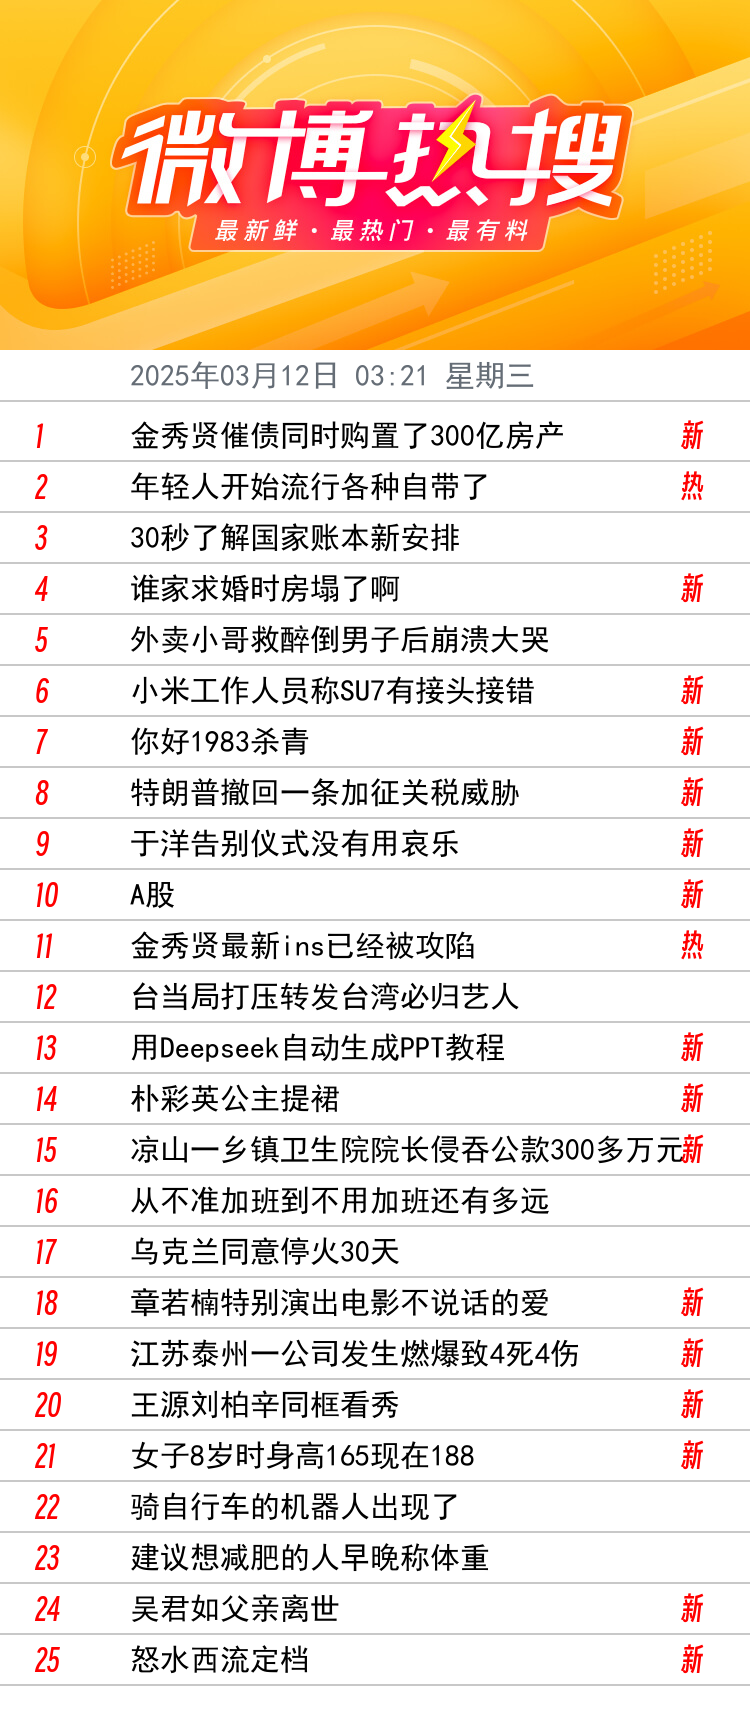 微博热搜
最新鲜·最热门·最有料
2025年03月12日 03:21 星期三
1 金秀贤催债同时购置了300亿房产 新
2 年轻人开始流行各种自带了 热
3 30秒了解国家账本新安排
4 谁家求婚时房塌了啊 新
5 外卖小哥救醉倒男子后崩溃大哭
6 小米工作人员称SU7有接头接错 新
7 你好1983杀青 新
8 特朗普撤回一条加征关税威胁 新
9 于洋告别仪式没有用哀乐 新
10 A股 新
11 金秀贤最新ins已经被攻陷 热
12 台当局打压转发台湾必归艺人
13 用Deepseek自动生成PPT教程 新
14 朴彩英公主提裙 新
15 凉山一乡镇卫生院院长侵吞公款300多万元 新
16 从不准加班到不用加班还有多远
17 乌克兰同意停火30天
18 章若楠特别演出电影不说话的爱 新
19 江苏泰州一公司发生燃爆致4死4伤 新
20 王源刘柏辛同框看秀 新
21 女子8岁时身高165现在188 新
22 骑自行车的机器人出现了
23 建议想减肥的人早晚称体重
24 吴君如父亲离世 新
25 怒水西流定档 新